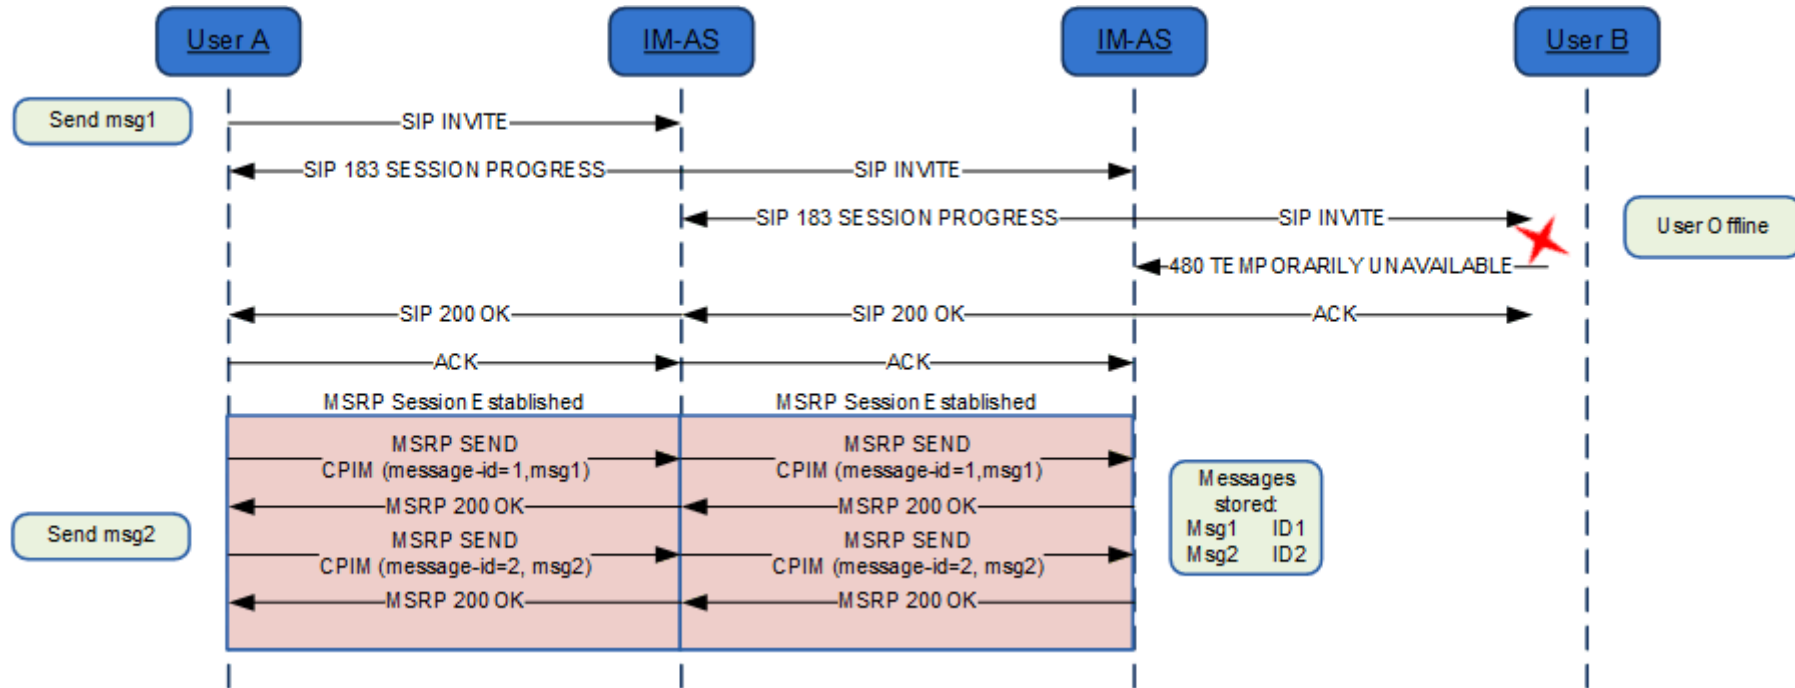 User A
IM-AS
IM-AS
User B
Send msg1
SIP INVITE
SIP 183 SESSION PROGRESS
SIP INVITE
SIP 183 SESSION PROGRESS
SIP INVITE
User Offline
480 TEMPORARILY UNAVAILABLE
SIP 200 OK
SIP 200 OK
ACK
ACK
ACK
MSRP Session Established
MSRP Session Established
MSRP SEND
CPIM (message-id=1,msg1)
MSRP SEND
CPIM (message-id=1,msg1)
MSRP 200 OK
MSRP 200 OK
Messages
stored:
Msg1 ID1
Msg2 ID2
Send msg2
MSRP SEND
CPIM (message-id=2, msg2)
MSRP SEND
CPIM (message-id=2, msg2)
MSRP 200 OK
MSRP 200 OK